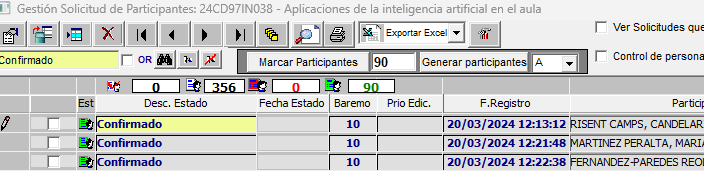 Gestión Solicitud de Participantes: 24CD97IN038 - Aplicaciones de la inteligencia artificial en el aula
Exportar Excel
Ver Solicitudes que
Confirmado OR Marcar Participantes 90 Generar participantes A
Control de persona
0 356 0 90
Est Desc. Estado Fecha Estado Baremo Prio Edic. F.Registro Particip
Confirmado 10 20/03/2024 12:13:12 RISENT CAMPS, CANDELAR
Confirmado 10 20/03/2024 12:21:48 MARTINEZ PERALTA, MARIA
Confirmado 10 20/03/2024 12:22:38 FERNANDEZ-PAREDES REO